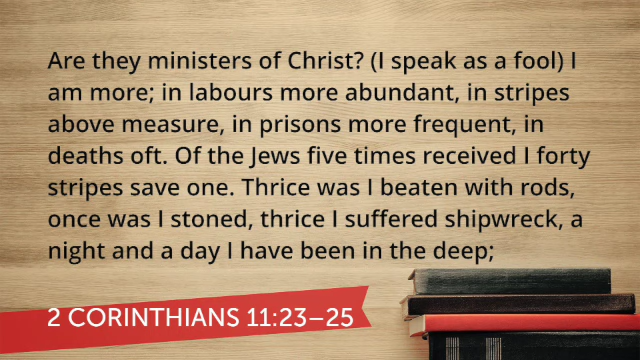 Are they ministers of Christ? (I speak as a fool) I
am more; in labours more abundant, in stripes
above measure, in prisons more frequent, in
deaths oft. Of the Jews five times received I forty
stripes save one. Thrice was I beaten with rods,
once was I stoned, thrice I suffered shipwreck, a
night and a day I have been in the deep;
2 CORINTHIANS 11:23–25